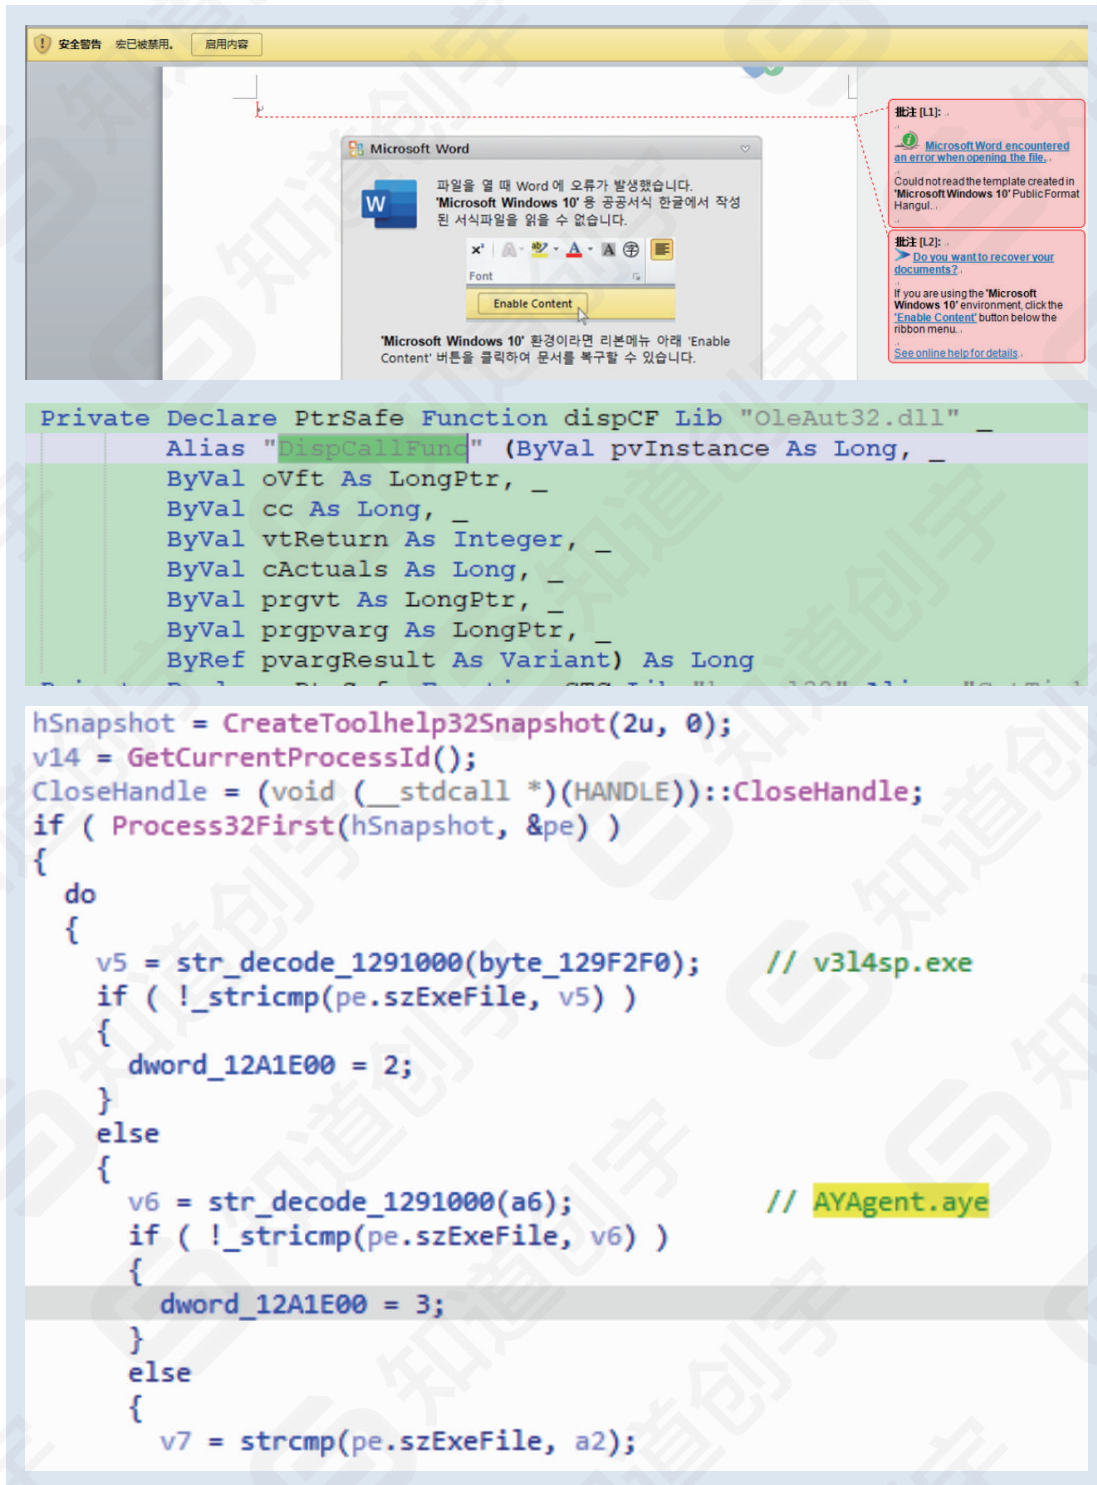 安全警告 宏已被禁用。 启用内容
Microsoft Word
파일을 열 때 Word 에 오류가 발생했습니다.
'Microsoft Windows 10' 용 공공서식 한글에서 작성
된 서식파일을 읽을 수 없습니다.
Font
Enable Content
'Microsoft Windows 10' 환경이라면 리본메뉴 아래 'Enable
Content' 버튼을 클릭하여 문서를 복구할 수 있습니다.
批注 [L1]:
Microsoft Word encountered
an error when opening the file.
Could not read the template created in
'Microsoft Windows 10' Public Format
Hangul.
批注 [L2]:
Do you want to recover your
documents?
If you are using the 'Microsoft
Windows 10' environment, click the
'Enable Content' button below the
ribbon menu.
See online help for details
Private Declare PtrSafe Function dispCF Lib "OleAut32.dll" _
Alias "DispCallFunc" (ByVal pvInstance As Long, _
ByVal oVft As LongPtr, _
ByVal cc As Long, _
ByVal vtReturn As Integer, _
ByVal cActuals As Long, _
ByVal prgvt As LongPtr, _
ByVal prgpvarg As LongPtr, _
ByRef pvargResult As Variant) As Long
hSnapshot = CreateToolhelp32Snapshot(2u, 0);
v14 = GetCurrentProcessId();
CloseHandle = (void (__stdcall *)(HANDLE))::CloseHandle;
if ( Process32First(hSnapshot, &pe) )
{
do
{
v5 = str_decode_1291000(byte_129F2F0); // v3l4sp.exe
if ( !_stricmp(pe.szExeFile, v5) )
{
dword_12A1E00 = 2;
}
else
{
v6 = str_decode_1291000(a6); // AYAgent.aye
if ( !_stricmp(pe.szExeFile, v6) )
{
dword_12A1E00 = 3;
}
else
{
v7 = strcmp(pe.szExeFile, a2);
知道创宇